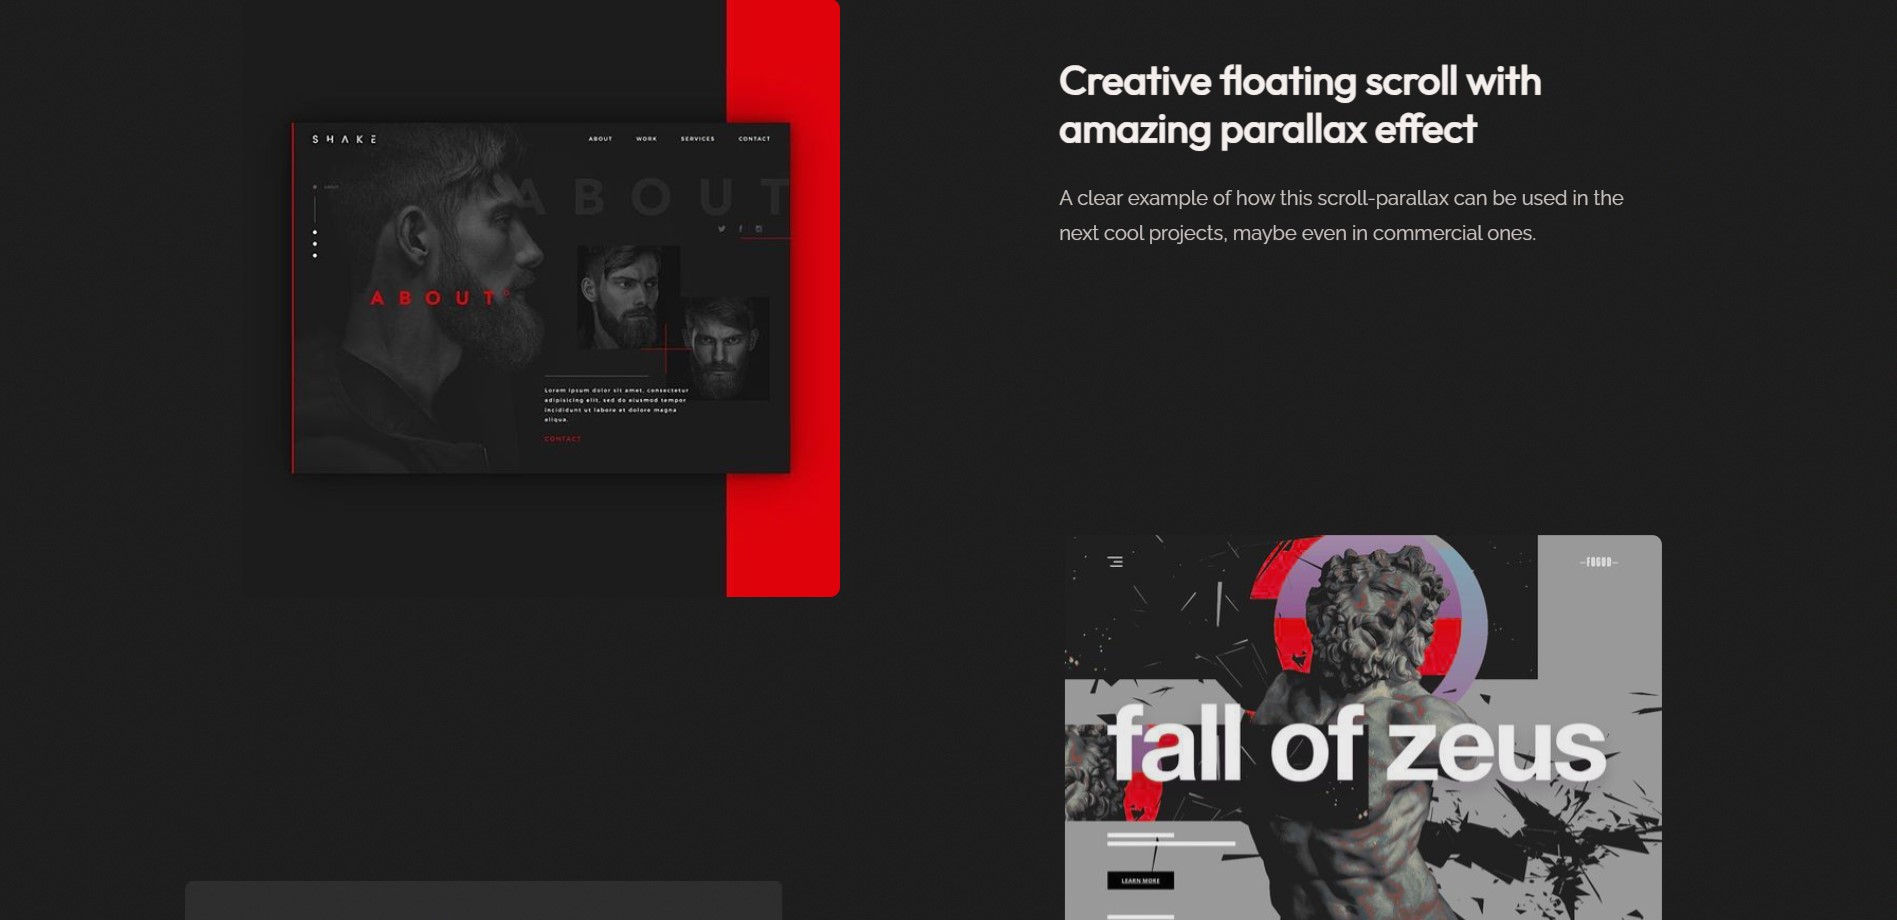 SHAKE
ABOUT WORK SERVICES CONTACT
ABOUT
ABOUT
ABOUT
Lorem ipsum dolor sit amet, consectetur
adipisicing elit, sed do eiusmod tempor
incididunt ut labore et dolore magna
aliqua.
CONTACT
Creative floating scroll with
amazing parallax effect
A clear example of how this scroll-parallax can be used in the
next cool projects, maybe even in commercial ones.
–FOGOD–
fall of zeus
LEARN MORE